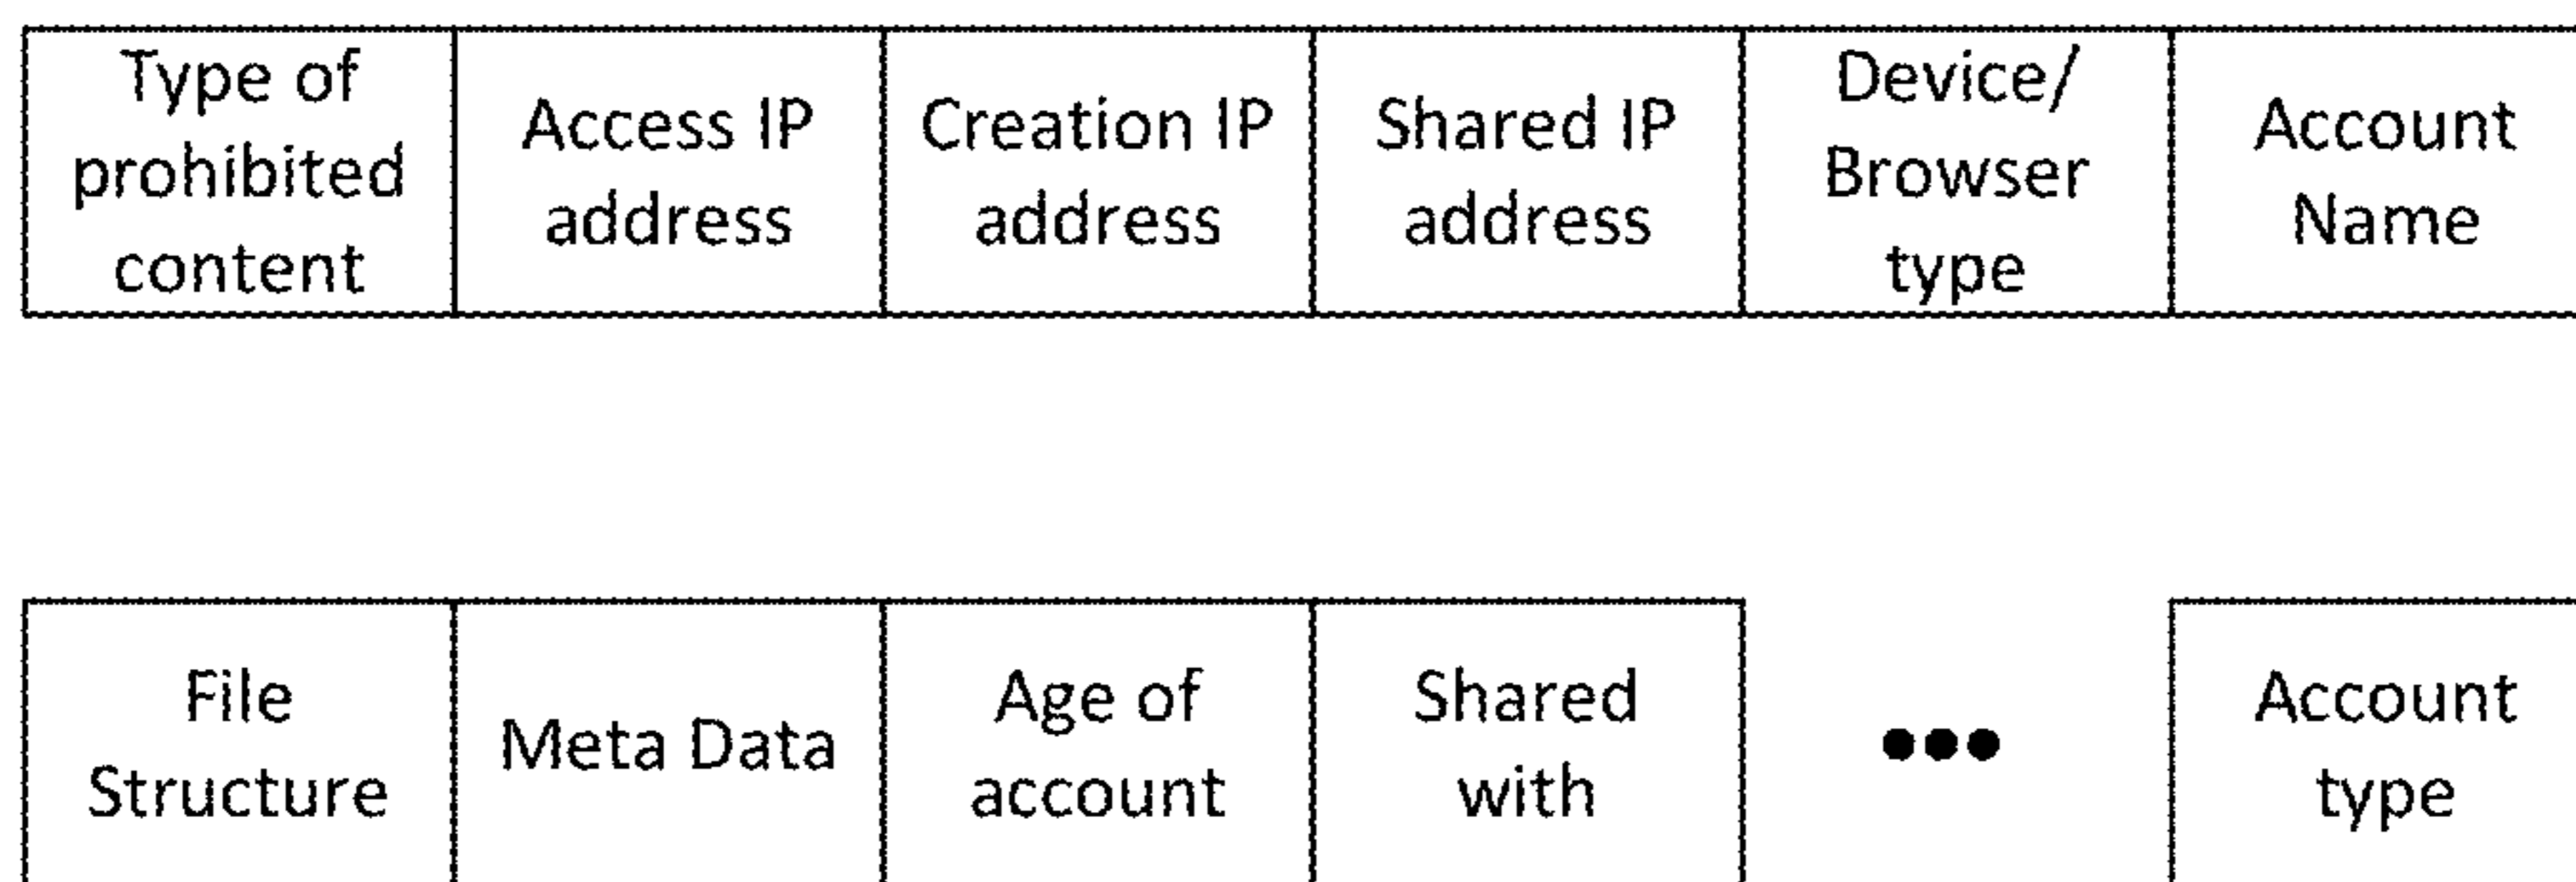 Type of
prohibited
content
Access IP
address
Creation IP
address
Shared IP
address
Device/
Browser
type
Account
Name
File
Structure
Meta Data
Age of
account
Shared
with
•••
Account
type